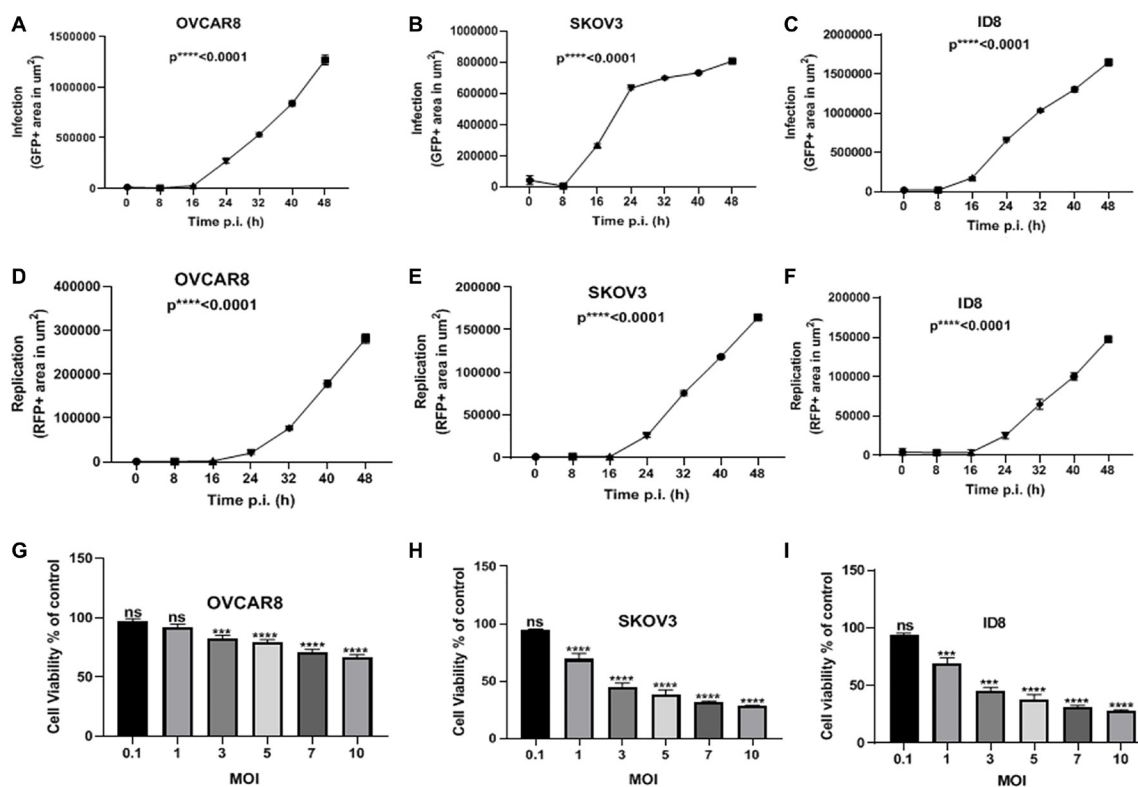 A
OVCAR8
p****<0.0001
Infection
(GFP+ area in um²)
1500000
1000000
500000
0
0 8 16 24 32 40 48
Time p.i. (h)
B
SKOV3
p****<0.0001
Infection
(GFP+ area in um²)
1000000
800000
600000
400000
200000
0
0 8 16 24 32 40 48
Time p.i. (h)
C
ID8
p****<0.0001
Infection
(GFP+ area in um²)
2000000
1500000
1000000
500000
0
0 8 16 24 32 40 48
Time p.i. (h)
D
OVCAR8
p****<0.0001
Replication
(RFP+ area in um²)
400000
300000
200000
100000
0
0 8 16 24 32 40 48
Time p.i. (h)
E
SKOV3
p****<0.0001
Replication
(RFP+ area in um²)
200000
150000
100000
50000
0
0 8 16 24 32 40 48
Time p.i. (h)
F
ID8
p****<0.0001
Replication
(RFP+ area in um²)
200000
150000
100000
50000
0
0 8 16 24 32 40 48
Time p.i. (h)
G
OVCAR8
Cell Viability % of control
150
100
50
0
ns ns *** **** **** ****
0.1 1 3 5 7 10
MOI
H
SKOV3
Cell Viability % of control
150
100
50
0
ns **** **** **** **** ****
0.1 1 3 5 7 10
MOI
I
ID8
Cell viability % of control
150
100
50
0
ns *** *** **** **** ****
0.1 1 3 5 7 10
MOI